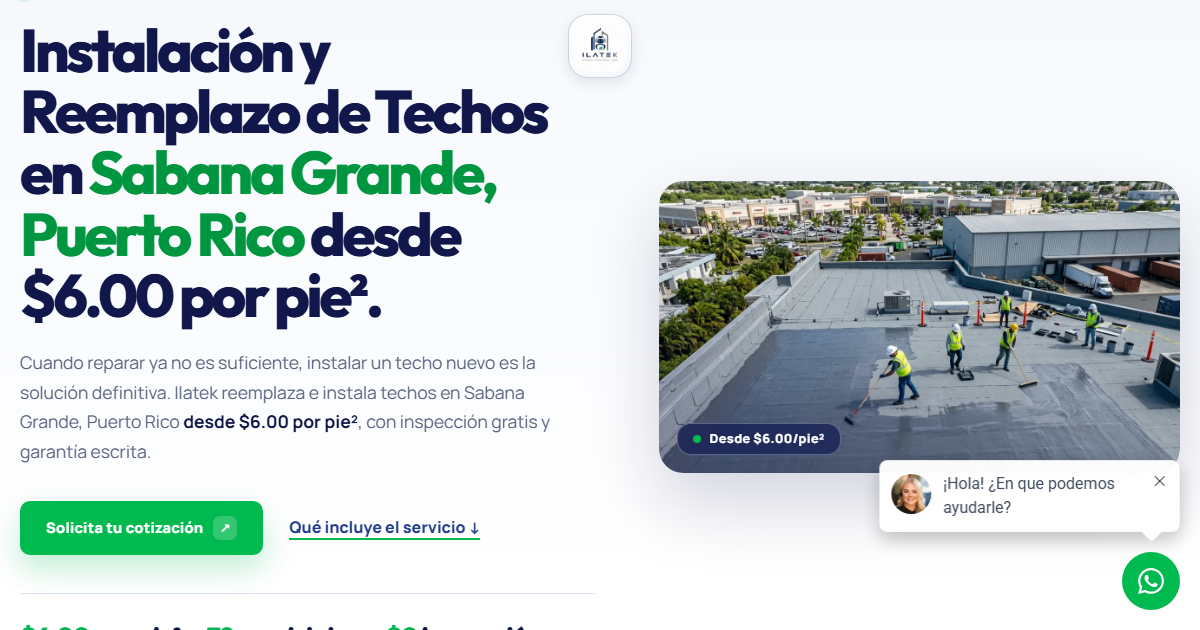 Instalación y
Reemplazo de Techos
en Sabana Grande,
Puerto Rico desde
$6.00 por pie².
ILATEK
Cuando reparar ya no es suficiente, instalar un techo nuevo es la
solución definitiva. Ilatek reemplaza e instala techos en Sabana
Grande, Puerto Rico desde $6.00 por pie², con inspección gratis y
garantía escrita.
Solicita tu cotización ↗
Qué incluye el servicio ↓
Desde $6.00/pie²
¡Hola! ¿En que podemos
ayudarle?